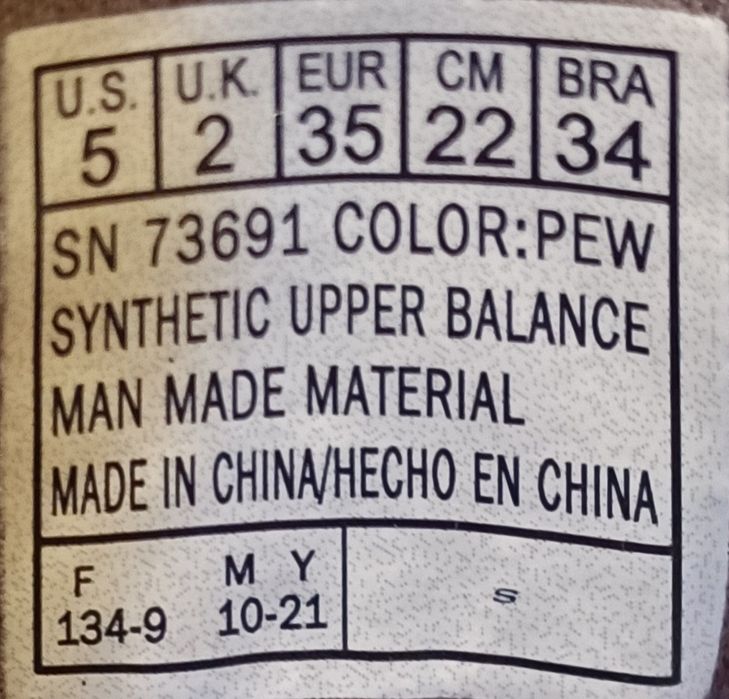 U.S. U.K. EUR CM BRA
5 2 35 22 34
SN 73691 COLOR:PEW
SYNTHETIC UPPER BALANCE
MAN MADE MATERIAL
MADE IN CHINA/HECHO EN CHINA
F M Y
134-9 10-21
S